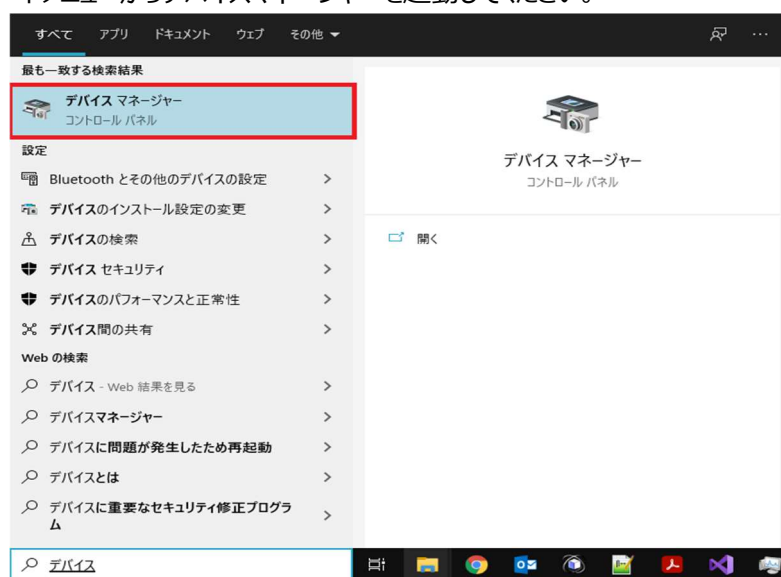 すべて アプリ ドキュメント ウェブ その他
最も一致する検索結果
デバイス マネージャー
コントロール パネル
設定
Bluetooth とその他のデバイスの設定
デバイスのインストール設定の変更
デバイスの検索
デバイス セキュリティ
デバイスのパフォーマンスと正常性
デバイス間の共有
Web の検索
デバイス - Web 結果を見る
デバイスマネージャー
デバイスに問題が発生したため再起動
デバイスとは
デバイスに重要なセキュリティ修正プログラ
ム
デバイス
デバイス マネージャー
コントロール パネル
開く